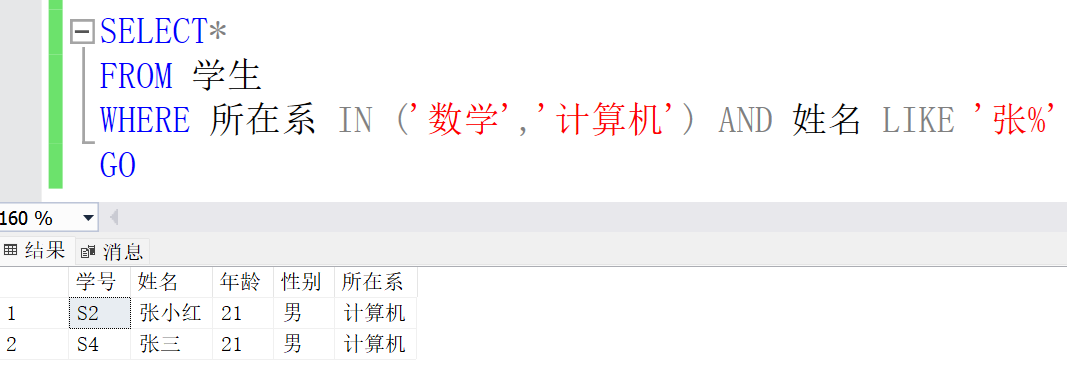 SELECT*
FROM 学生
WHERE 所在系 IN ('数学','计算机') AND 姓名 LIKE '张%'
GO
160 %
结果 消息
学号 姓名 年龄 性别 所在系
1 S2 张小红 21 男 计算机
2 S4 张三 21 男 计算机